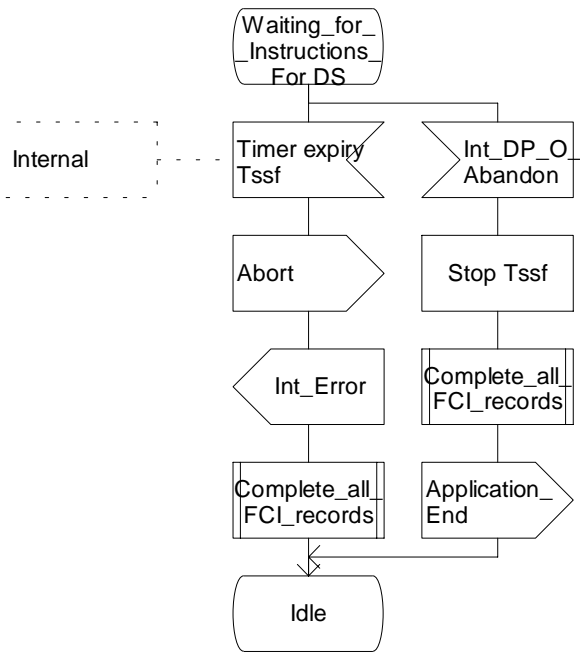 Waiting_for_
_Instructions_
For DS
Internal
Timer expiry
Tssf
Int_DP_O_
Abandon
Abort
Stop Tssf
Int_Error
Complete_all_
FCI_records
Complete_all_
FCI_records
Application_
End
Idle